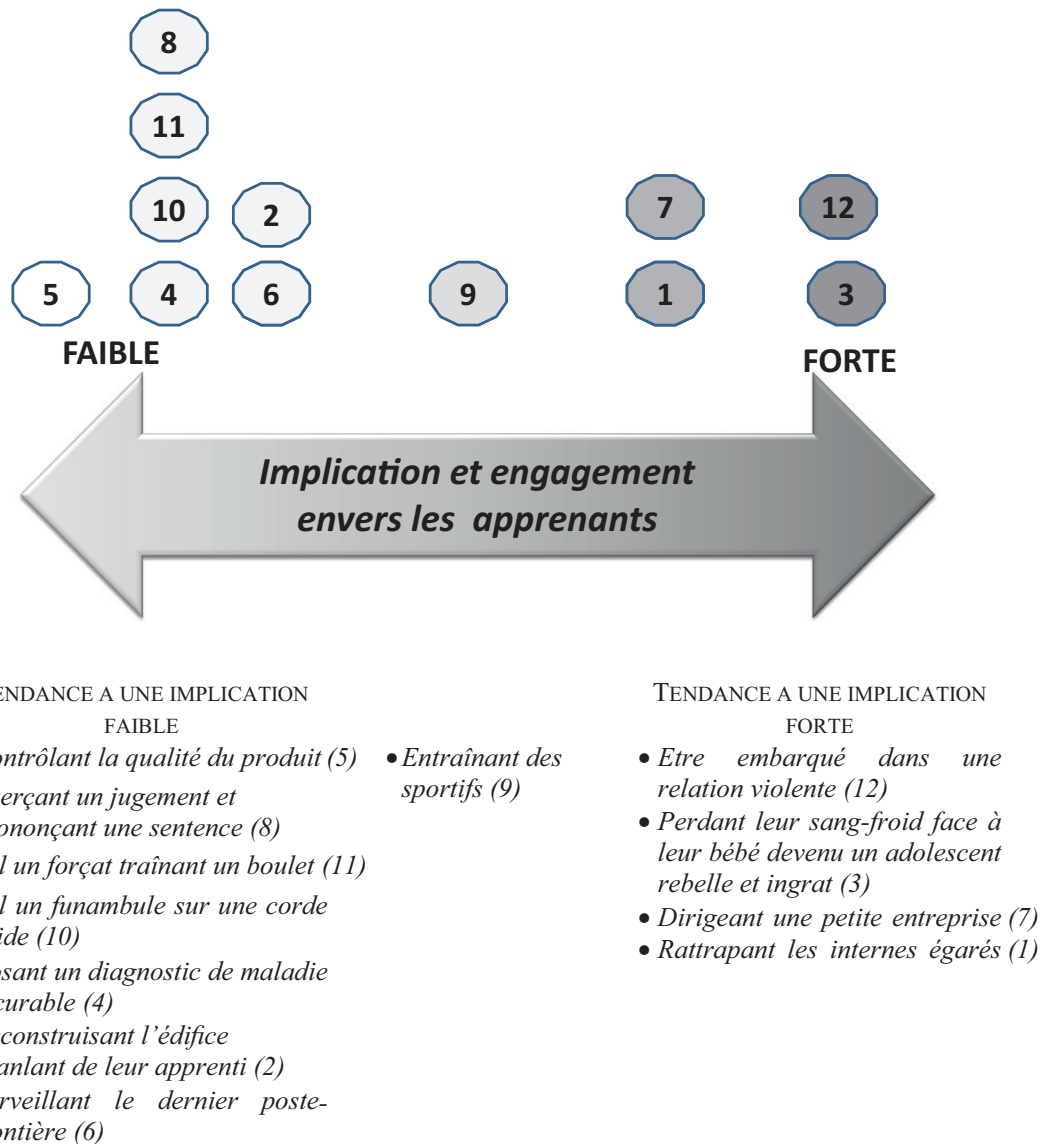 8
11
10 2 7 12
5 4 6 9 1 3
FAIBLE FORTE
Implication et engagement
envers les apprenants
ENDANCE A UNE IMPLICATION
FAIBLE
ontrôlant la qualité du produit (5)
erçant un jugement et
ononçant une sentence (8)
l un forçat traînant un boulet (11)
l un funambule sur une corde
ide (10)
osant un diagnostic de maladie
curable (4)
construisant l'édifice
anlant de leur apprenti (2)
rveillant le dernier poste-
ontière (6)
• Entraînant des
sportifs (9)
TENDANCE A UNE IMPLICATION
FORTE
• Etre embarqué dans une
relation violente (12)
• Perdant leur sang-froid face à
leur bébé devenu un adolescent
rebelle et ingrat (3)
• Dirigeant une petite entreprise (7)
• Rattrapant les internes égarés (1)